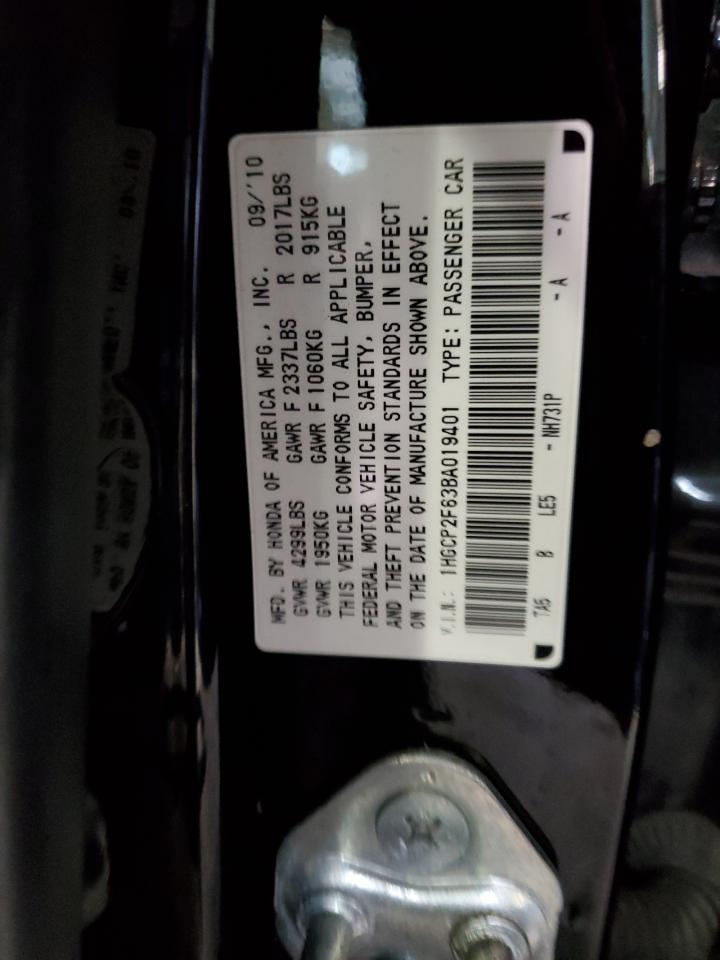 MFD. BY HONDA OF AMERICA MFG., INC. 09/'10
GVWR 4299LBS GAWR F 2337LBS R 2017LBS
GVWR 1950KG GAWR F 1060KG R 915KG
THIS VEHICLE CONFORMS TO ALL APPLICABLE
FEDERAL MOTOR VEHICLE SAFETY, BUMPER,
AND THEFT PREVENTION STANDARDS IN EFFECT
ON THE DATE OF MANUFACTURE SHOWN ABOVE.
V.I.N.: 1HGCP2F63BA019401 TYPE: PASSENGER CAR
TA5 B LE5 - NH731P - A - A